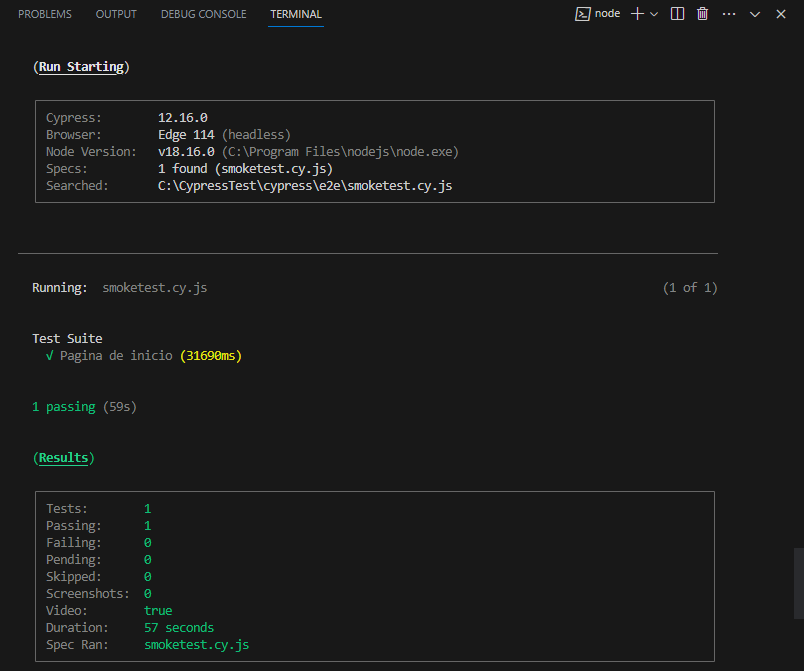 PROBLEMS OUTPUT DEBUG CONSOLE TERMINAL node
(Run Starting)
Cypress: 12.16.0
Browser: Edge 114 (headless)
Node Version: v18.16.0 (C:\Program Files\nodejs\node.exe)
Specs: 1 found (smoketest.cy.js)
Searched: C:\CypressTest\cypress\e2e\smoketest.cy.js
Running: smoketest.cy.js (1 of 1)
Test Suite
√ Pagina de inicio (31690ms)
1 passing (59s)
(Results)
Tests: 1
Passing: 1
Failing: 0
Pending: 0
Skipped: 0
Screenshots: 0
Video: true
Duration: 57 seconds
Spec Ran: smoketest.cy.js